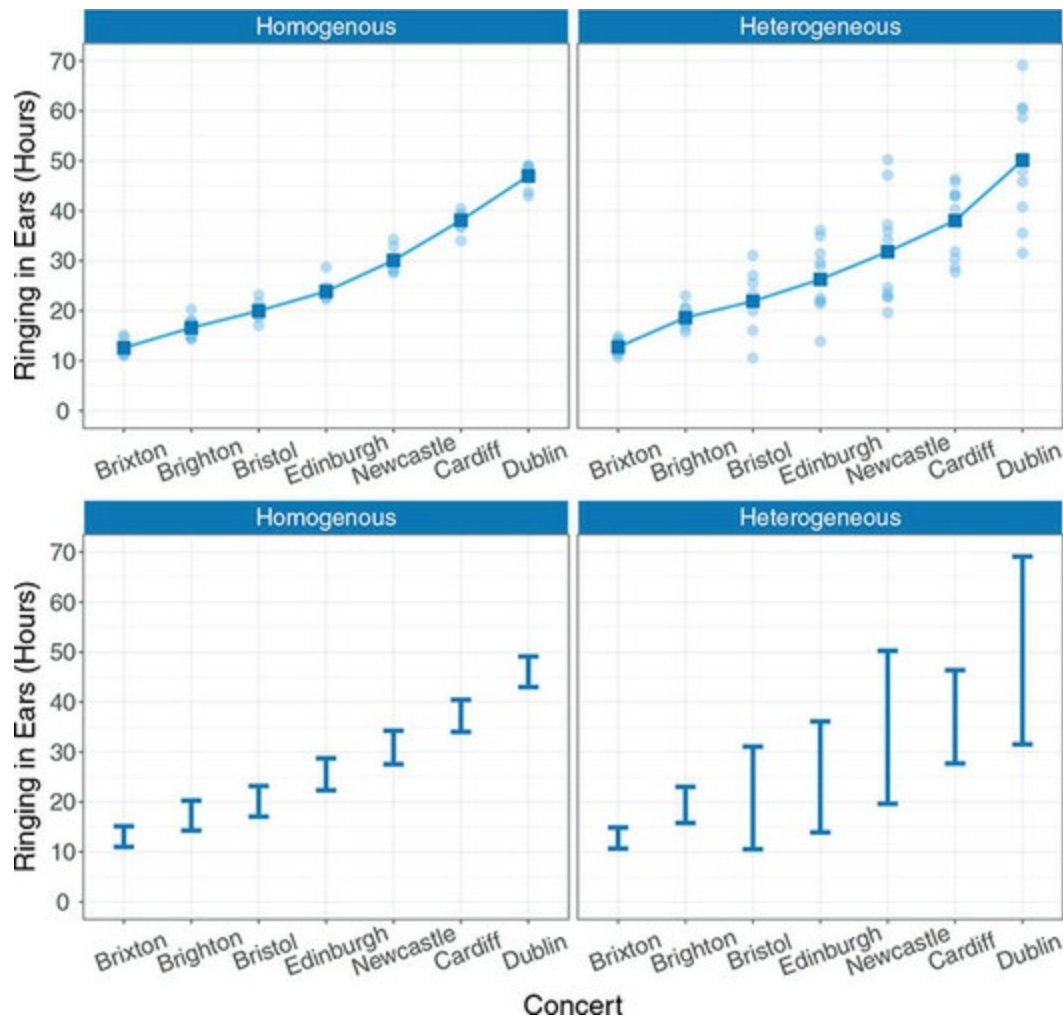 Homogenous Heterogeneous
Ringing in Ears (Hours)
70
60
50
40
30
20
10
0
Brixton Brighton Bristol Edinburgh Newcastle Cardiff Dublin Brixton Brighton Bristol Edinburgh Newcastle Cardiff Dublin
Homogenous Heterogeneous
Ringing in Ears (Hours)
70
60
50
40
30
20
10
0
Brixton Brighton Bristol Edinburgh Newcastle Cardiff Dublin Brixton Brighton Bristol Edinburgh Newcastle Cardiff Dublin
Concert